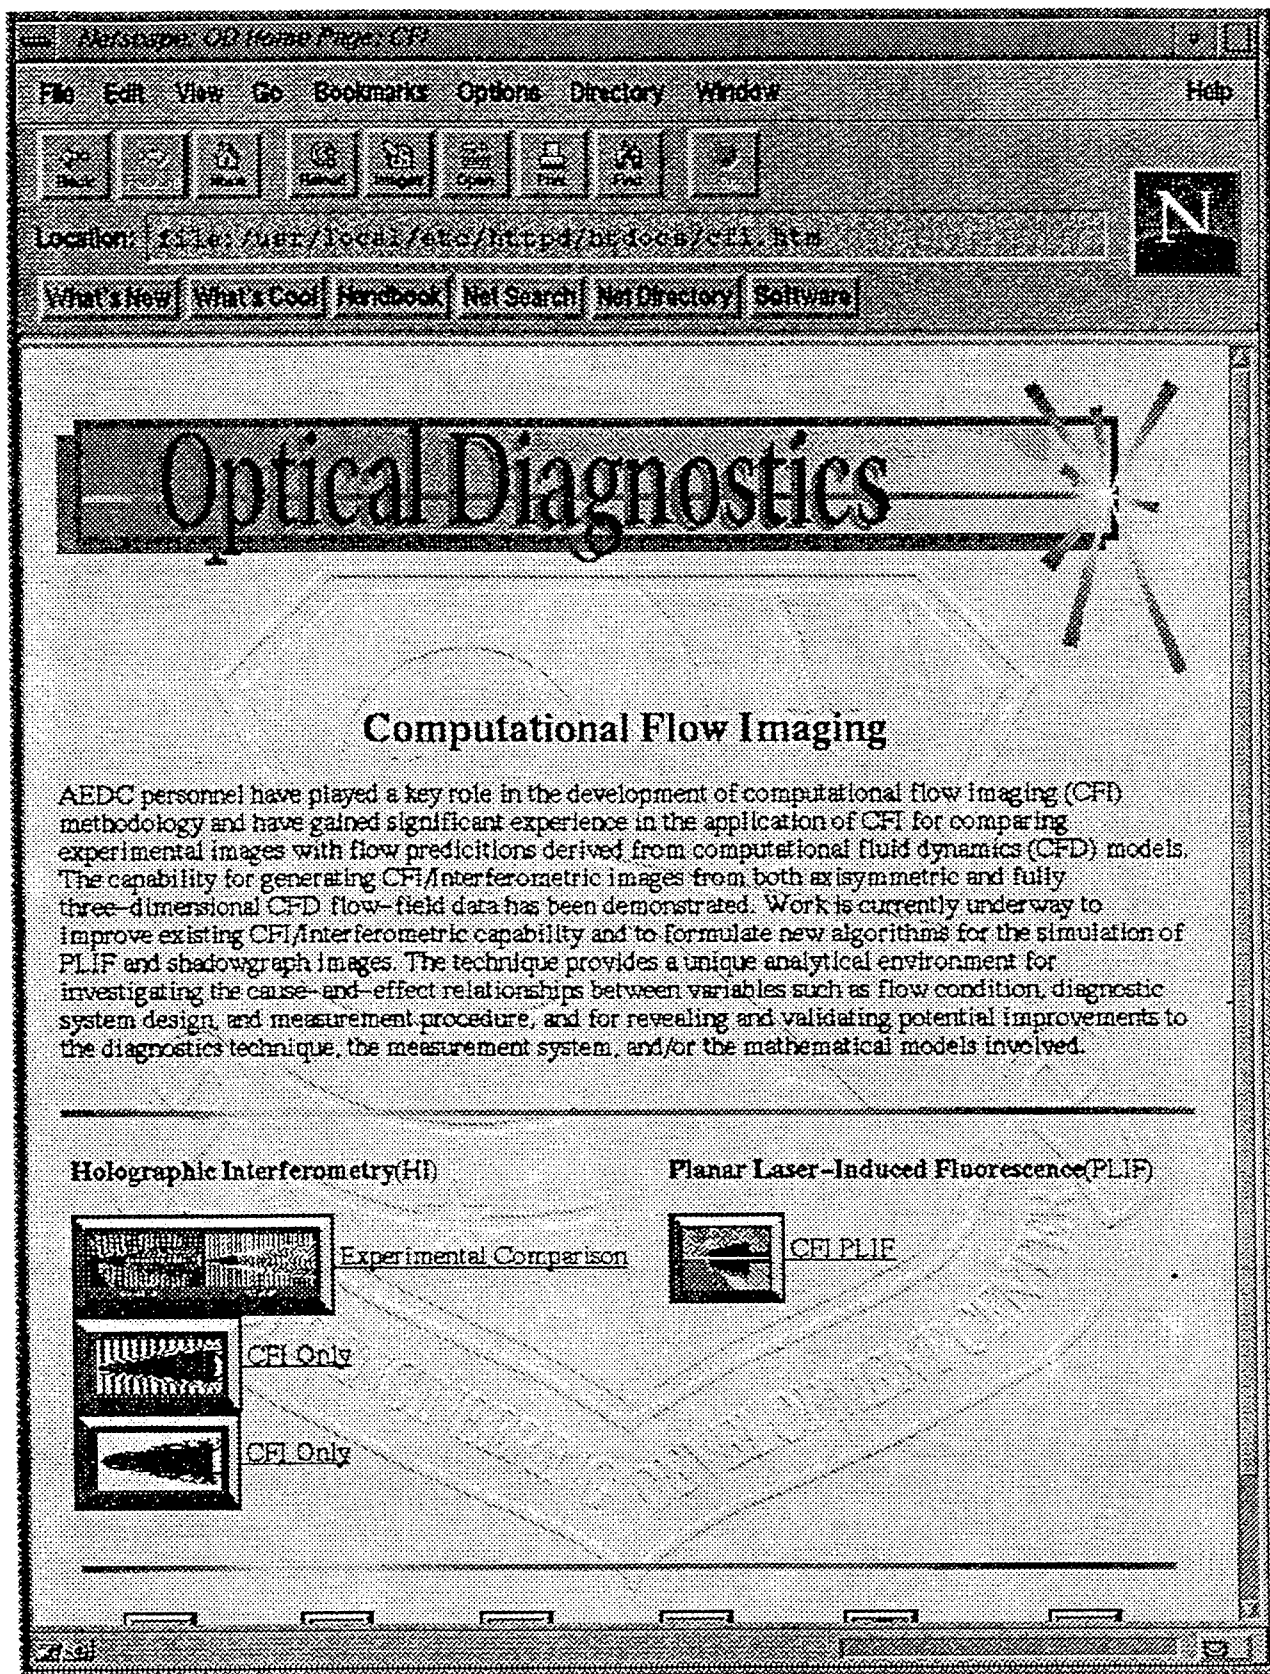 Netscape: OD Home Page: CFI
File Edit View Go Bookmarks Options Directory Window Help
Back Home Reload Images Open Print Find
Location: file:/usr/local/etc/httpd/htdocs/cfi.htm
N
What's New What's Cool Handbook Net Search Net Directory Software
Optical Diagnostics
Computational Flow Imaging
AEDC personnel have played a key role in the development of computational flow imaging (CFI)
methodology and have gained significant experience in the application of CFI for comparing
experimental images with flow predicitions derived from computational fluid dynamics (CFD) models.
The capability for generating CFI/Interferometric images from both axisymmetric and fully
three-dimensional CFD flow-field data has been demonstrated. Work is currently underway to
improve existing CFI/Interferometric capability and to formulate new algorithms for the simulation of
PLIF and shadowgraph images. The technique provides a unique analytical environment for
investigating the cause-and-effect relationships between variables such as flow condition, diagnostic
system design, and measurement procedure, and for revealing and validating potential improvements to
the diagnostics technique, the measurement system, and/or the mathematical models involved.
Holographic Interferometry(HI) Planar Laser-Induced Fluorescence(PLIF)
Experimental Comparison CFI PLIF
CFI Only
CFI Only